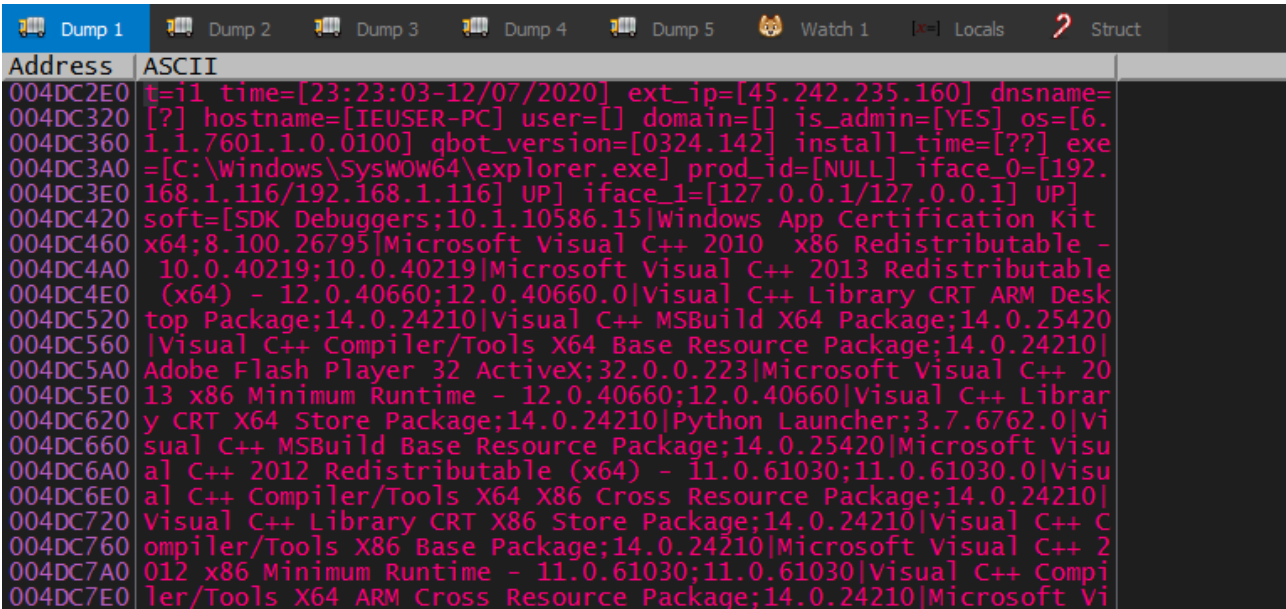 Dump 1 Dump 2 Dump 3 Dump 4 Dump 5 Watch 1 [x=] Locals Struct
Address ASCII
004DC2E0 t=i1 time=[23:23:03-12/07/2020] ext_ip=[45.242.235.160] dnsname=
004DC320 [?] hostname=[IEUSER-PC] user=[] domain=[] is_admin=[YES] os=[6.
004DC360 1.1.7601.1.0.0100] qbot_version=[0324.142] install_time=[??] exe
004DC3A0 =[C:\Windows\SysWOW64\explorer.exe] prod_id=[NULL] iface_0=[192.
004DC3E0 168.1.116/192.168.1.116] UP] iface_1=[127.0.0.1/127.0.0.1] UP]
004DC420 soft=[SDK Debuggers;10.1.10586.15|Windows App Certification Kit
004DC460 x64;8.100.26795|Microsoft Visual C++ 2010  x86 Redistributable -
004DC4A0  10.0.40219;10.0.40219|Microsoft Visual C++ 2013 Redistributable
004DC4E0  (x64) - 12.0.40660;12.0.40660.0|Visual C++ Library CRT ARM Desk
004DC520 top Package;14.0.24210|Visual C++ MSBuild X64 Package;14.0.25420
004DC560 |Visual C++ Compiler/Tools X64 Base Resource Package;14.0.24210|
004DC5A0 Adobe Flash Player 32 ActiveX;32.0.0.223|Microsoft Visual C++ 20
004DC5E0 13 x86 Minimum Runtime - 12.0.40660;12.0.40660|Visual C++ Librar
004DC620 y CRT X64 Store Package;14.0.24210|Python Launcher;3.7.6762.0|Vi
004DC660 sual C++ MSBuild Base Resource Package;14.0.25420|Microsoft Visu
004DC6A0 al C++ 2012 Redistributable (x64) - 11.0.61030;11.0.61030.0|Visu
004DC6E0 al C++ Compiler/Tools X64 X86 Cross Resource Package;14.0.24210|
004DC720 Visual C++ Library CRT X86 Store Package;14.0.24210|Visual C++ C
004DC760 ompiler/Tools X86 Base Package;14.0.24210|Microsoft Visual C++ 2
004DC7A0 012 x86 Minimum Runtime - 11.0.61030;11.0.61030|Visual C++ Compi
004DC7E0 ler/Tools X64 ARM Cross Resource Package;14.0.24210|Microsoft Vi